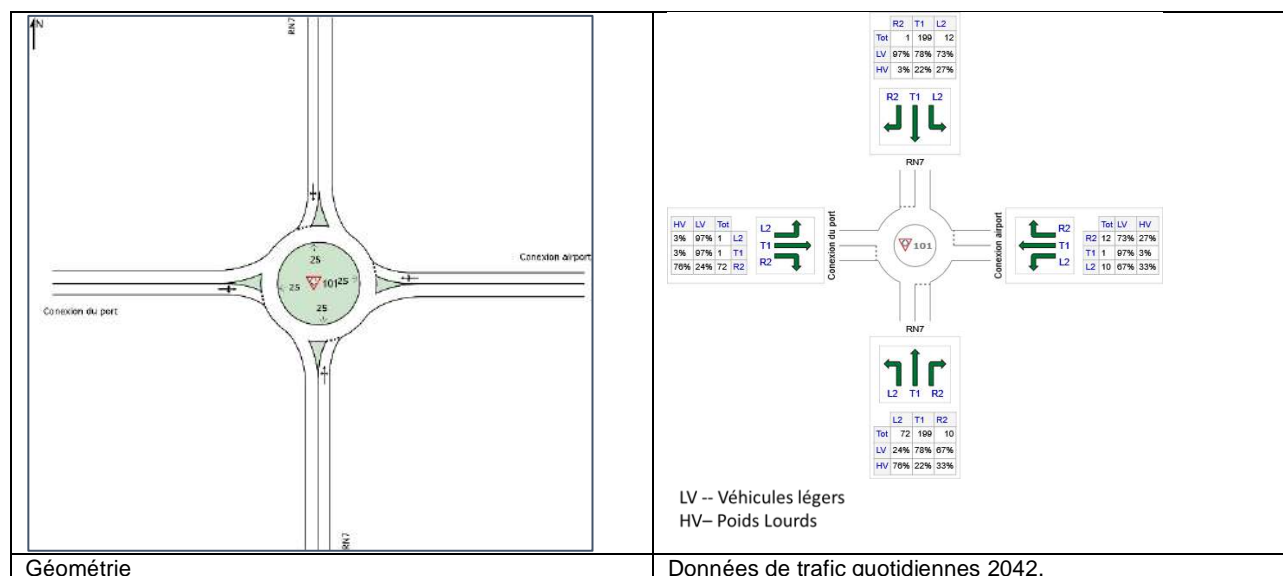 N
RN7
Conexion airport
25
25
101
25
25
Conexion du port
RN7
Géométrie
R2 T1 L2
Tot 1 199 12
LV 97% 78% 73%
HV 3% 22% 27%
R2 T1 L2
RN7
HV LV Tot
3% 97% 1 L2
3% 97% 1 T1
76% 24% 72 R2
L2
T1
R2
Conexion du port
101
Conexion airport
R2
T1
L2
Tot LV HV
R2 12 73% 27%
T1 1 97% 3%
L2 10 67% 33%
RN7
L2 T1 R2
L2 T1 R2
Tot 72 199 10
LV 24% 78% 67%
HV 76% 22% 33%
LV -- Véhicules légers
HV– Poids Lourds
Données de trafic quotidiennes 2042.